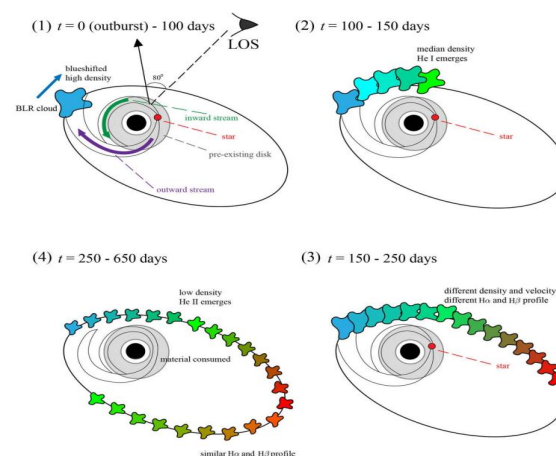 (1) t = 0 (outburst) - 100 days
LOS
80°
blueshifted
high density
BLR cloud
inward stream
star
pre-existing disk
outward stream
(2) t = 100 - 150 days
median density
He I emerges
star
(4) t = 250 - 650 days
low density
He II emerges
material consumed
similar Hα and Hβ profile
(3) t = 150 - 250 days
different density and velocity
different Hα and Hβ profile
star